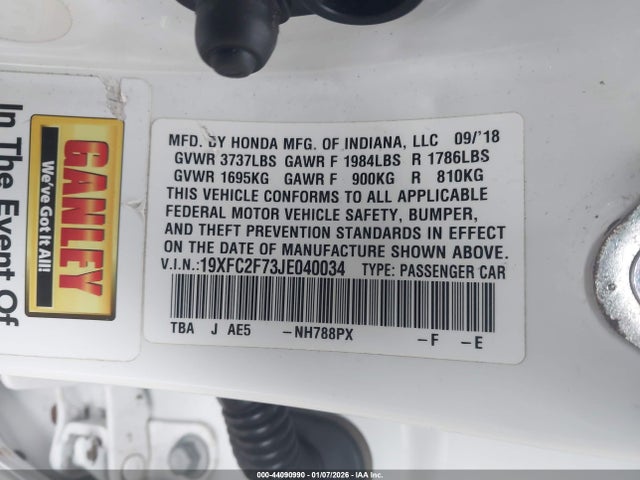 MFD. BY HONDA MFG. OF INDIANA, LLC 09/'18
GVWR 3737LBS GAWR F 1984LBS R 1786LBS
GVWR 1695KG GAWR F 900KG R 810KG
THIS VEHICLE CONFORMS TO ALL APPLICABLE
FEDERAL MOTOR VEHICLE SAFETY, BUMPER,
AND THEFT PREVENTION STANDARDS IN EFFECT
ON THE DATE OF MANUFACTURE SHOWN ABOVE.
V.I.N.:19XFC2F73JE040034 TYPE: PASSENGER CAR
TBA J AE5 -NH788PX -F -E
In The Event Of
GANLEY
We've Got It All!
000-44090990 - 01/07/2026 - IAA Inc.